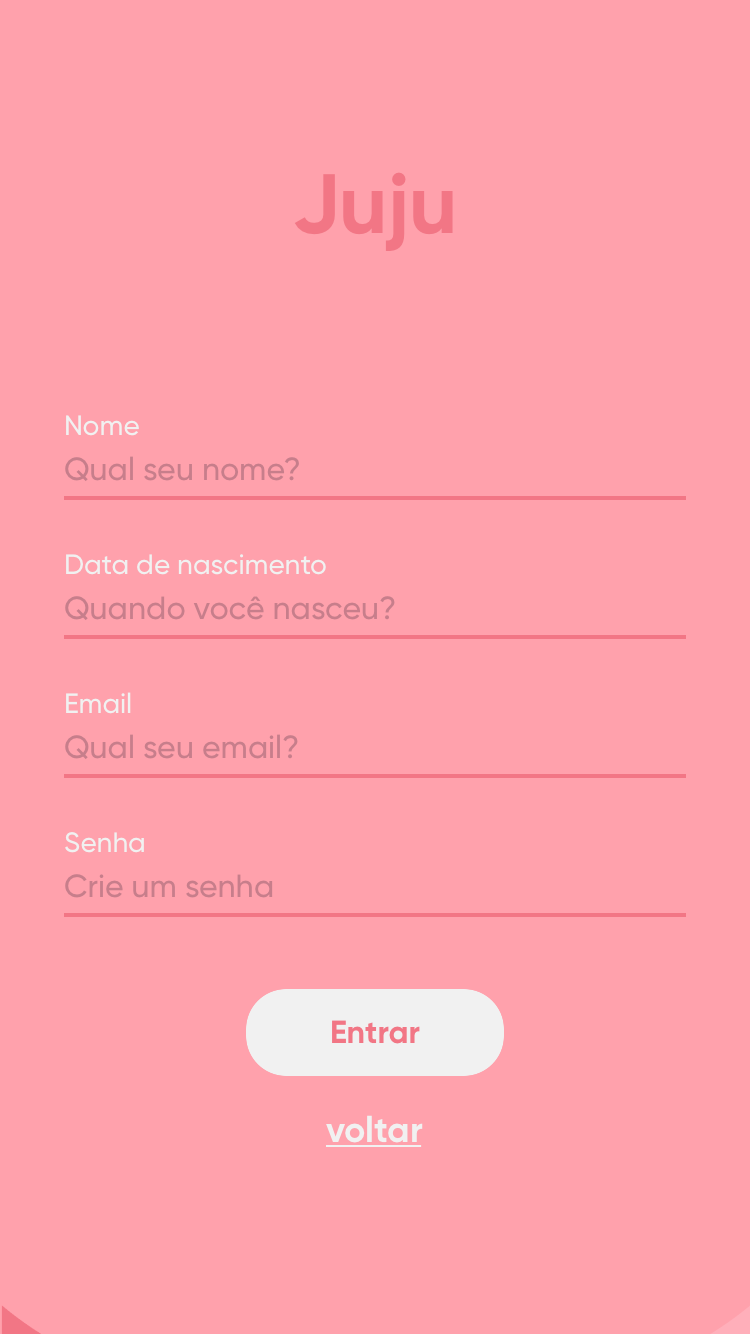 Juju
Nome
Qual seu nome?
Data de nascimento
Quando você nasceu?
Email
Qual seu email?
Senha
Crie um senha
Entrar
voltar